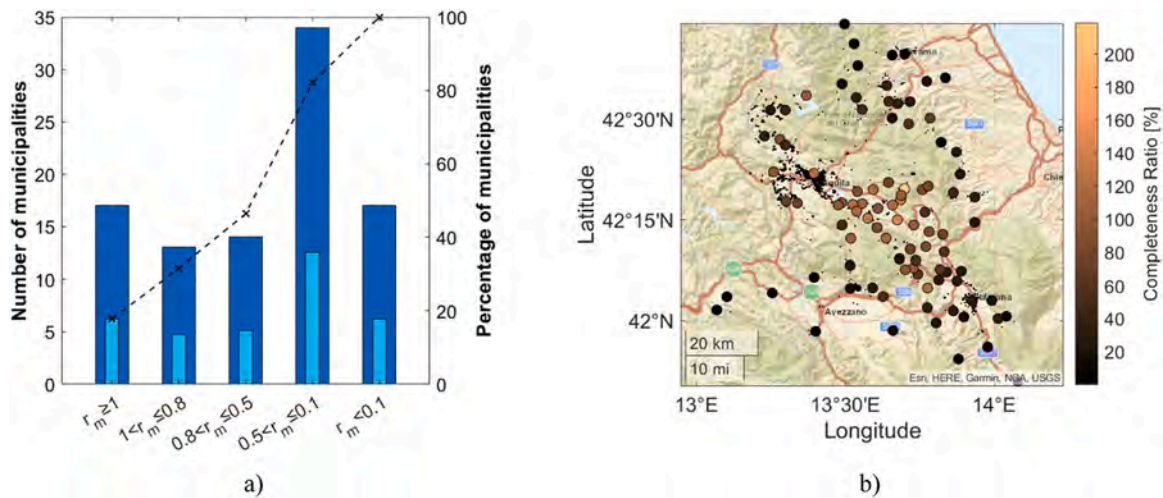 35
30
25
20
15
10
5
0
Number of municipalities
100
80
60
40
20
0
Percentage of municipalities
r_m≥1
1<r_m≤0.8
0.8<r_m≤0.5
0.5<r_m≤0.1
r_m<0.1
a)
42°30'N
42°15'N
42°N
Latitude
Avezzano
20 km
10 mi
Esri, HERE, Garmin, NGA, USGS
13°E
13°30'E
14°E
Longitude
200
180
160
140
120
100
80
60
40
20
Completeness Ratio [%]
b)